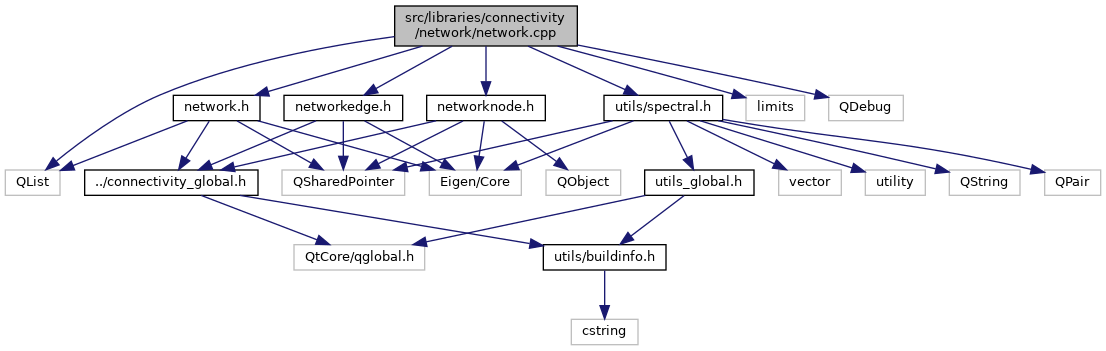 src/libraries/connectivity
/network/network.cpp
network.h
networkedge.h
networknode.h
utils/spectral.h
limits
QDebug
QList
../connectivity_global.h
QSharedPointer
Eigen/Core
QObject
utils_global.h
vector
utility
QString
QPair
QtCore/qglobal.h
utils/buildinfo.h
cstring